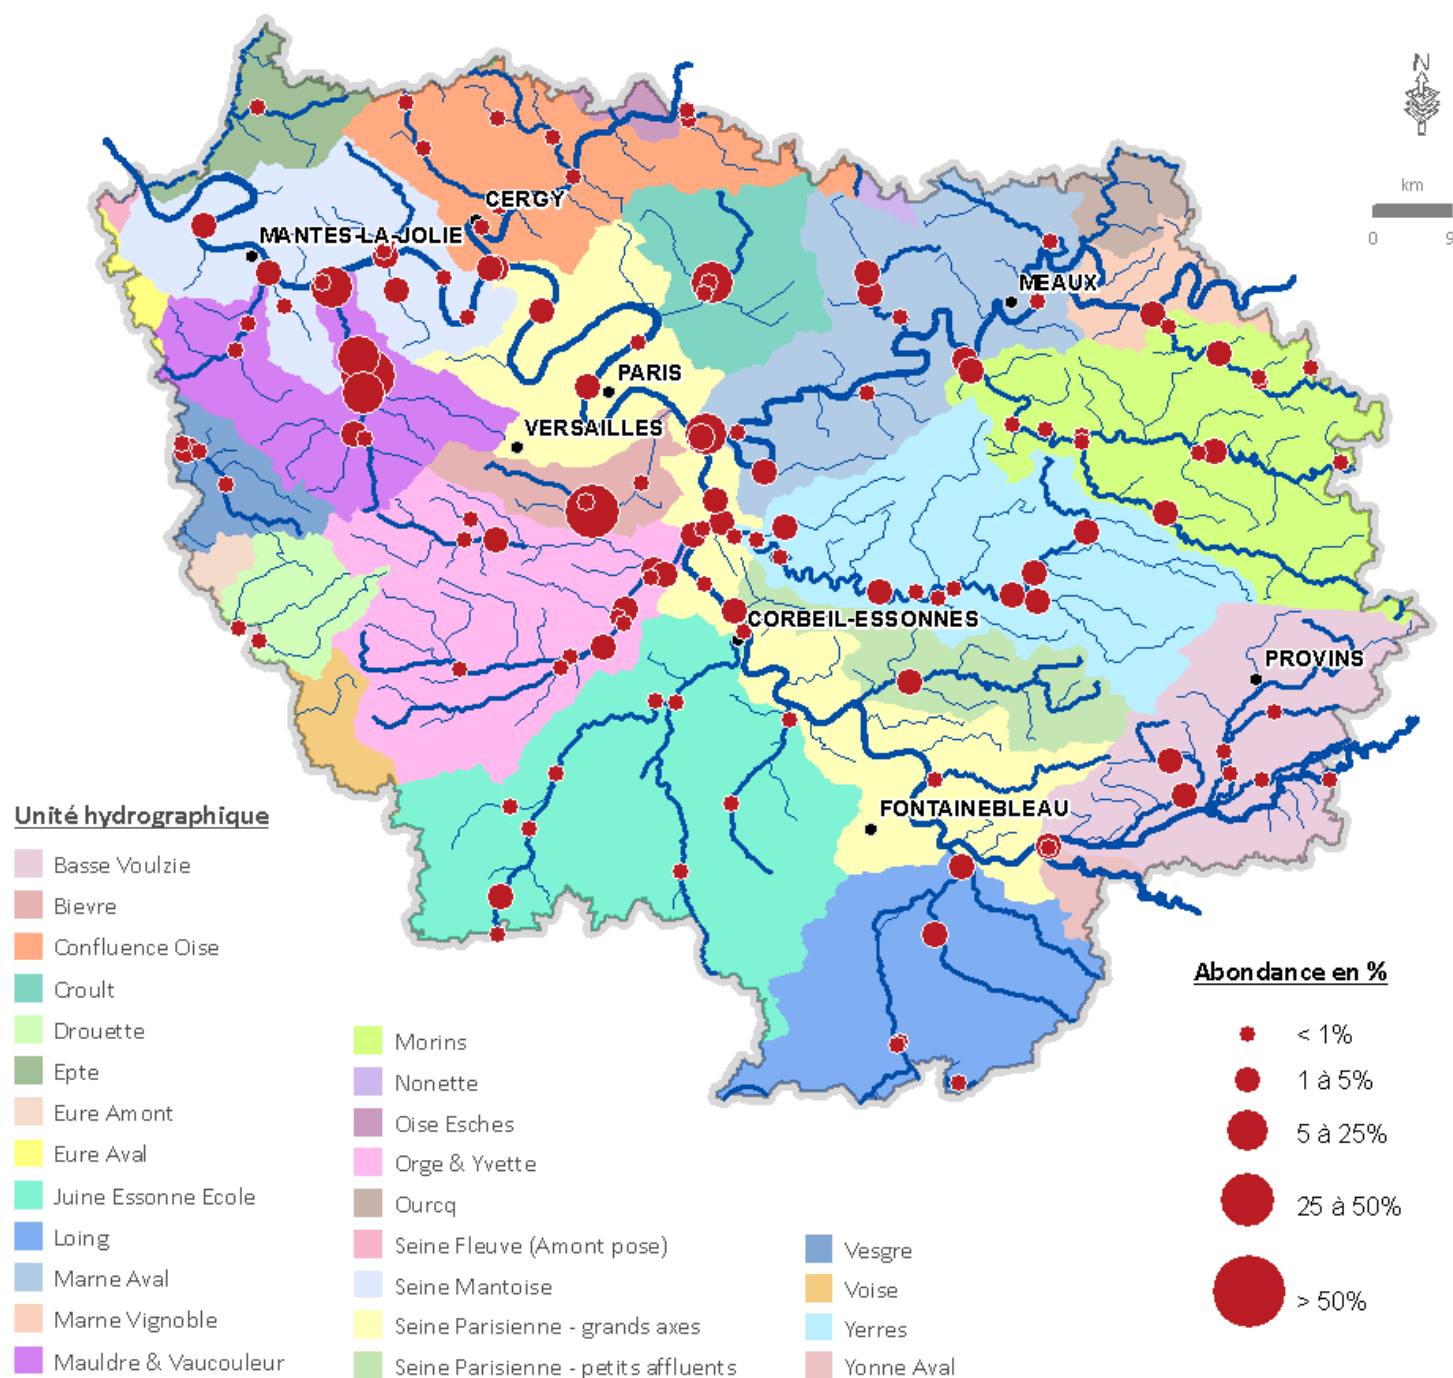 N
km
0 9
CERGY
MANTES-LA-JOLIE
MEAUX
PARIS
VERSAILLES
CORBEIL-ESSONNES
PROVINS
FONTAINEBLEAU
Unité hydrographique
Basse Voulzie
Bievre
Confluence Oise
Croult
Drouette
Epte
Eure Amont
Eure Aval
Juine Essonne Ecole
Loing
Marne Aval
Marne Vignoble
Mauldre & Vaucouleur
Morins
Nonette
Oise Esches
Orge & Yvette
Ourcq
Seine Fleuve (Amont pose)
Seine Mantoise
Seine Parisienne - grands axes
Seine Parisienne - petits affluents
Vesgre
Voise
Yerres
Yonne Aval
Abondance en %
< 1%
1 à 5%
5 à 25%
25 à 50%
> 50%